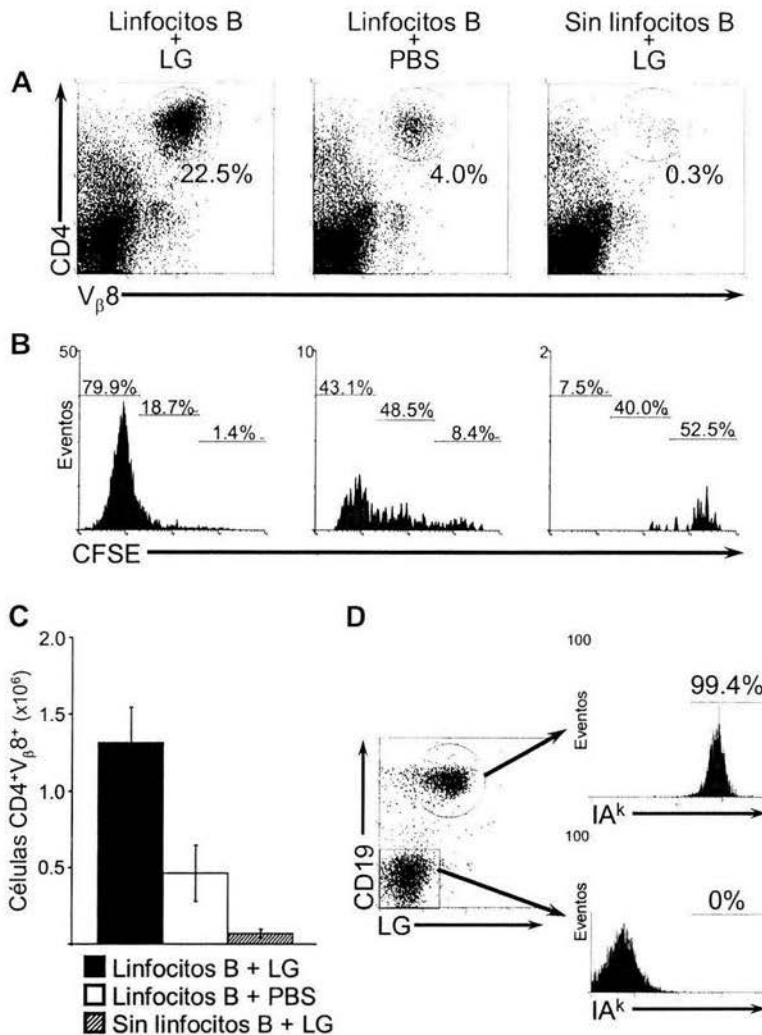 Linfocitos B
+
LG
Linfocitos B
+
PBS
Sin linfocitos B
+
LG
A
22.5%
4.0%
0.3%
CD4
Vβ8
B
50
79.9%
18.7%
1.4%
10
43.1%
48.5%
8.4%
2
7.5%
40.0%
52.5%
Eventos
CFSE
C
2.0
1.5
1.0
0.5
Células CD4⁺Vβ8⁺ (x10⁶)
Linfocitos B + LG
Linfocitos B + PBS
Sin linfocitos B + LG
D
CD19
LG
100
99.4%
Eventos
IAᵏ
100
0%
Eventos
IAᵏ